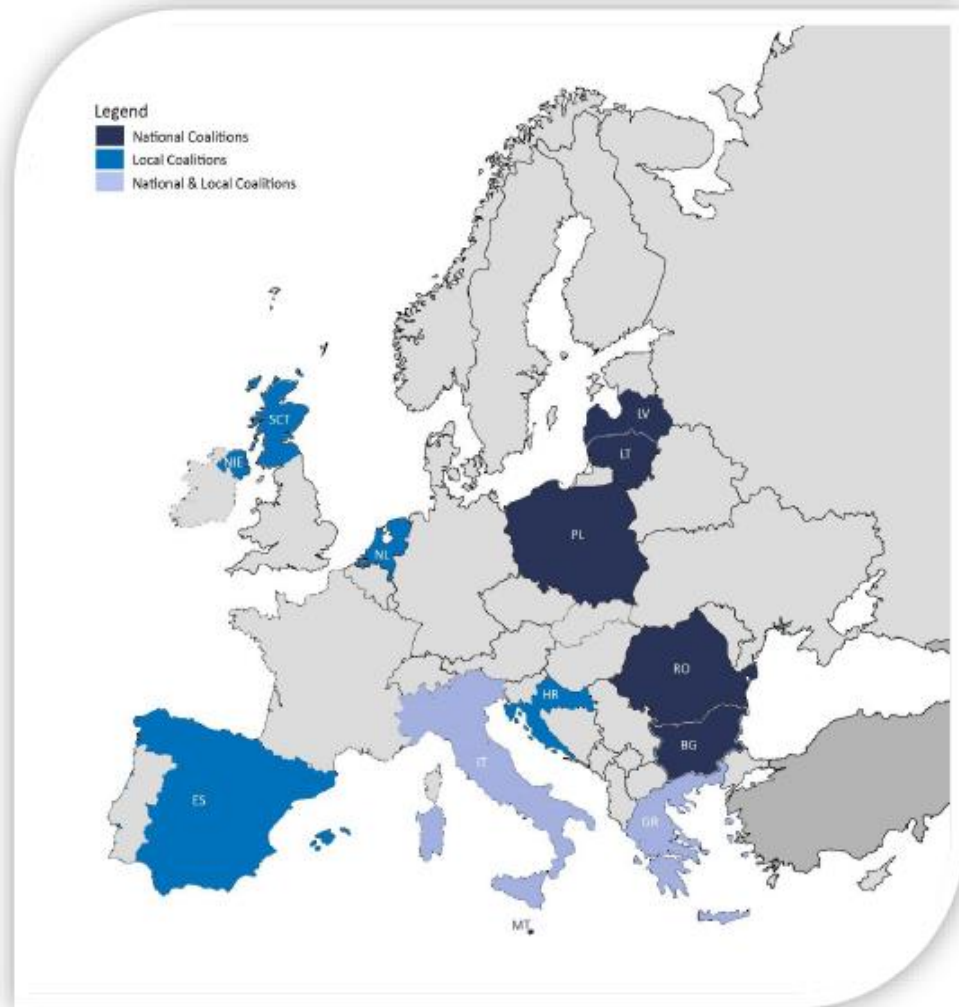 Legend
National Coalitions
Local Coalitions
National & Local Coalitions
SCT
NIE
LV
LT
NL
PL
RO
HR
BG
IT
ES
GR
MT